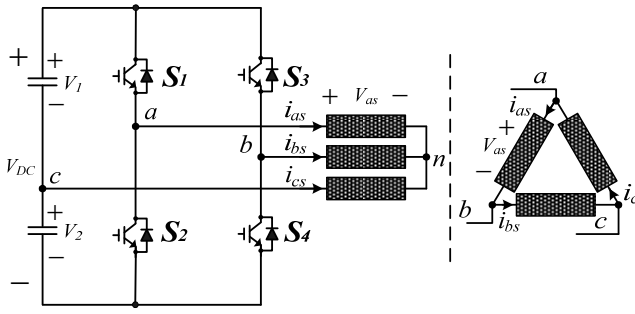 a
+
+
V1
−
S1
S3
+ Vas −
a
ias
b
ibs
n
VDC
c
ics
+
V2
−
−
S2
S4
a
ias
+
Vas
−
b
ibs
c
ic